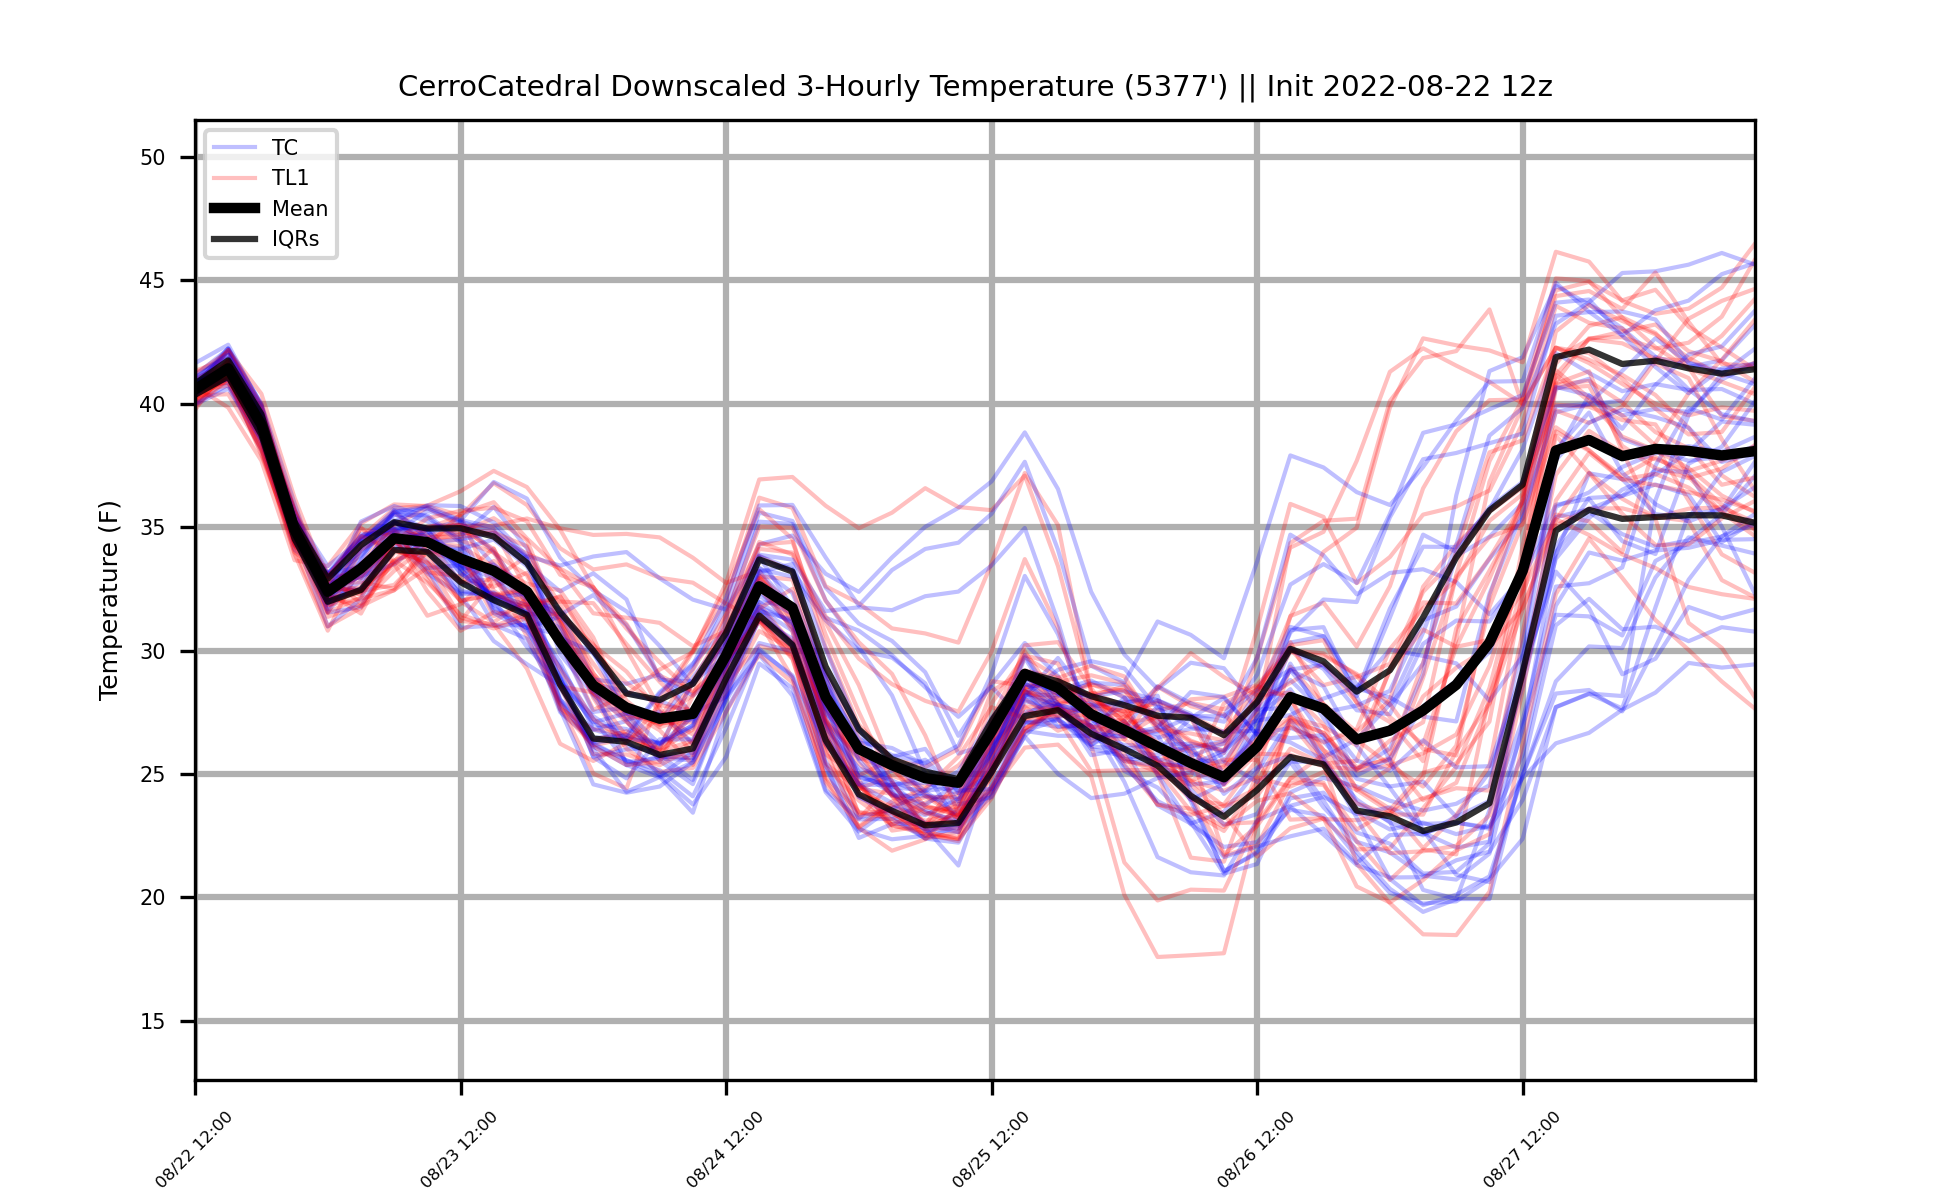 CerroCatedral Downscaled 3-Hourly Temperature (5377') || Init 2022-08-22 12z
TC
TL1
Mean
IQRs
Temperature (F)
50
45
40
35
30
25
20
15
08/22 12:00
08/23 12:00
08/24 12:00
08/25 12:00
08/26 12:00
08/27 12:00